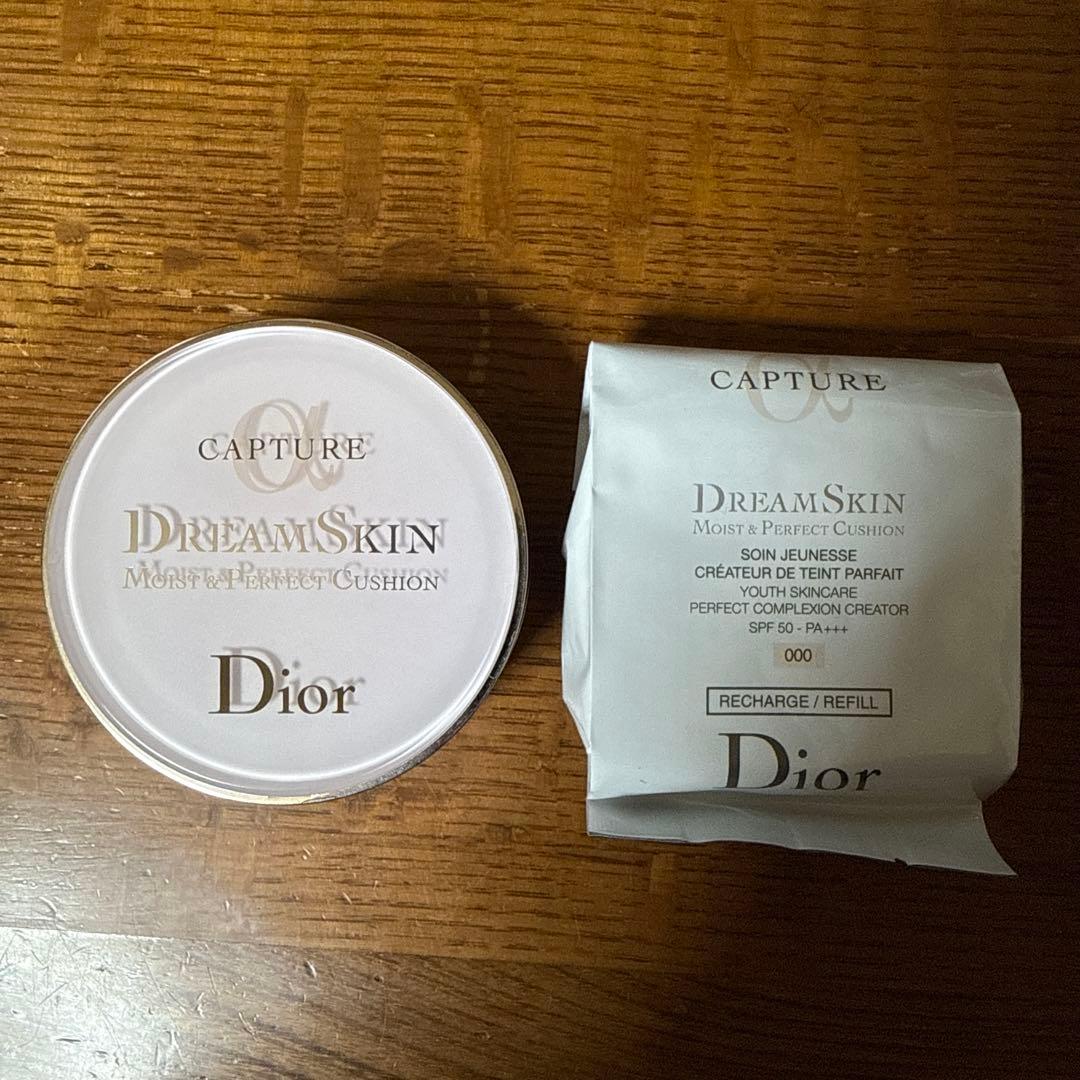 CAPTURE
DREAMSKIN
MOIST & PERFECT CUSHION
Dior
CAPTURE
DREAMSKIN
MOIST & PERFECT CUSHION
SOIN JEUNESSE
CRÉATEUR DE TEINT PARFAIT
YOUTH SKINCARE
PERFECT COMPLEXION CREATOR
SPF 50 - PA+++
000
RECHARGE / REFILL
Dior